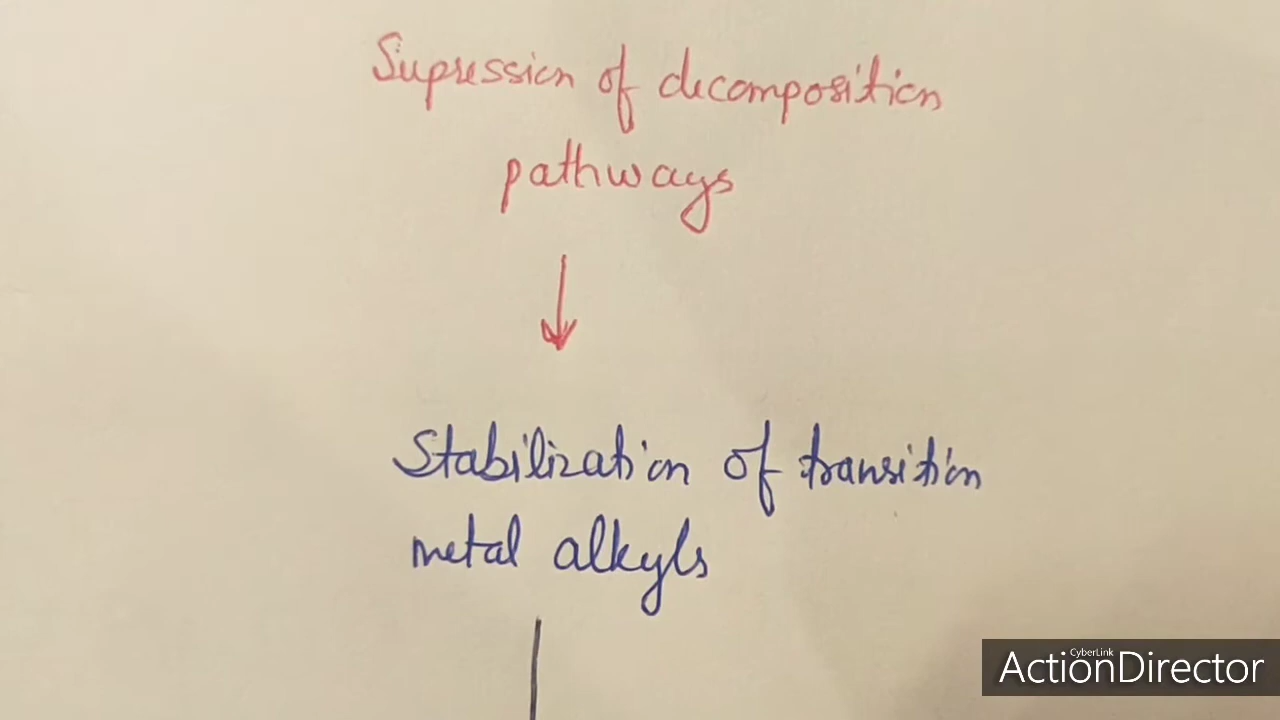 Supression of decomposition
pathways
Stabilization of transition
metal alkyls
CyberLink
ActionDirector